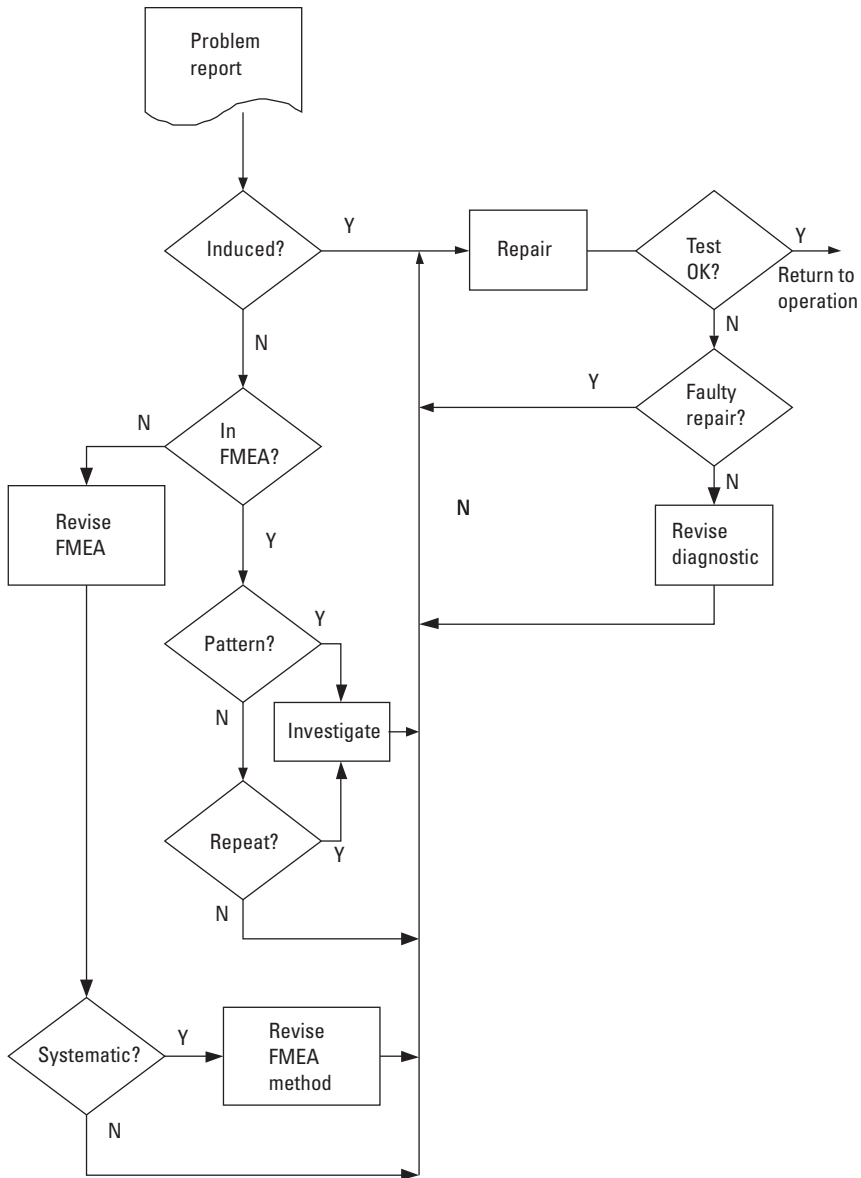 Problem
report
Induced?
Y
Repair
Test
OK?
Y
Return to
operation
N
N
Faulty
repair?
Y
N
In
FMEA?
N
Revise
FMEA
Y
N
Revise
diagnostic
Pattern?
Y
N
Investigate
Repeat?
Y
N
Systematic?
Y
Revise
FMEA
method
N